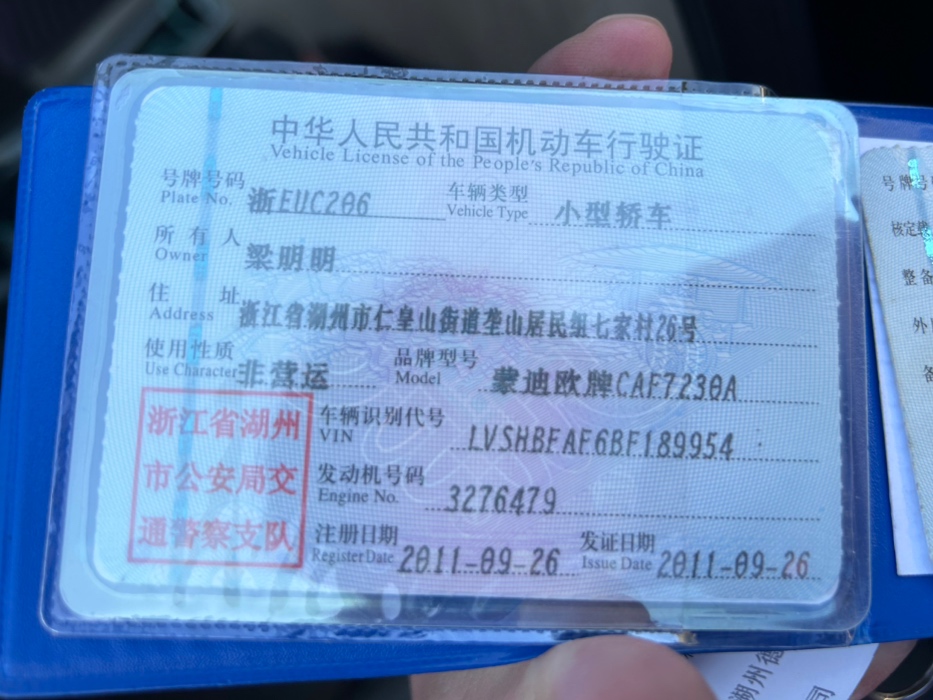 中华人民共和国机动车行驶证
Vehicle License of the People's Republic of China
号牌号码 浙EUC206 车辆类型 小型轿车
Plate No. Vehicle Type
所有人 梁明明
Owner
住址 浙江省湖州市仁皇山街道垄山居民组七家村26号
Address
使用性质 非营运 品牌型号 蒙迪欧牌CAF7230A
Use Character Model
浙江省湖州
市公安局交
通警察支队
车辆识别代号 LVSHBFAF6BF189954
VIN
发动机号码 3276479
Engine No.
注册日期 2011-09-26 发证日期 2011-09-26
Register Date Issue Date
号牌号
核定
整备
外
备
湖州